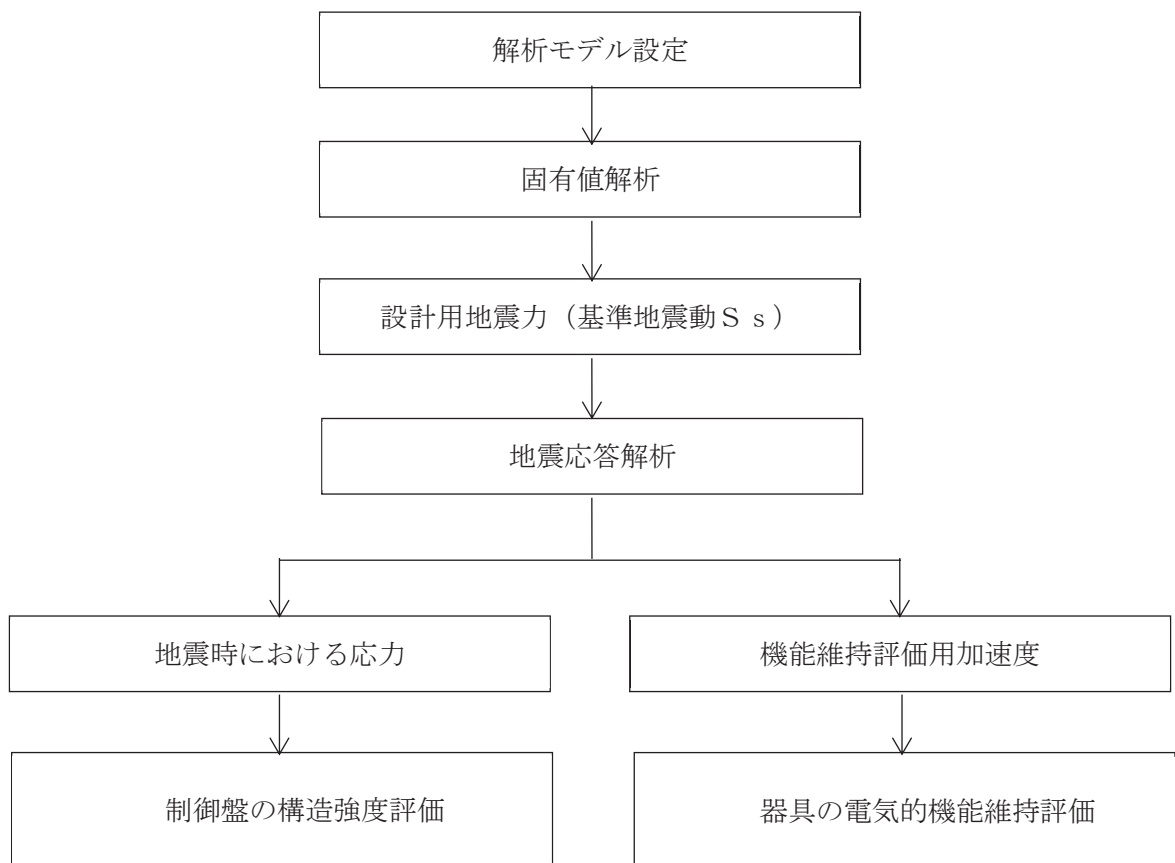 解析モデル設定
固有値解析
設計用地震力(基準地震動Ss)
地震応答解析
地震時における応力
機能維持評価用加速度
制御盤の構造強度評価
器具の電気的機能維持評価